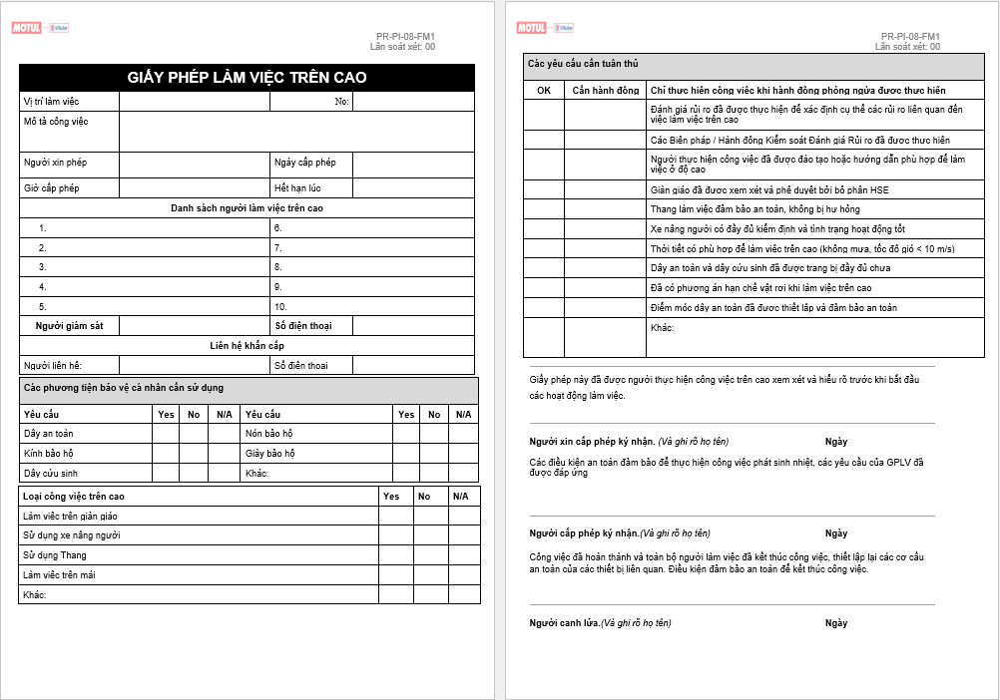 MOTUL Vilube
PR-PI-08-FM1
Lần soát xét: 00
GIẤY PHÉP LÀM VIỆC TRÊN CAO
Vị trí làm việc No:
Mô tả công việc
Người xin phép Ngày cấp phép
Giờ cấp phép Hết hạn lúc
Danh sách người làm việc trên cao
1. 6.
2. 7.
3. 8.
4. 9.
5. 10.
Người giám sát Số điện thoại
Liên hệ khẩn cấp
Người liên hệ: Số điện thoại
Các phương tiện bảo vệ cá nhân cần sử dụng
Yêu cầu Yes No N/A Yêu cầu Yes No N/A
Dây an toàn Nón bảo hộ
Kính bảo hộ Giày bảo hộ
Dây cứu sinh Khác:
Loại công việc trên cao Yes No N/A
Làm việc trên giàn giáo
Sử dụng xe nâng người
Sử dụng Thang
Làm việc trên mái
Khác:
MOTUL Vilube
PR-PI-08-FM1
Lần soát xét: 00
Các yêu cầu cần tuân thủ
OK Cần hành động Chỉ thực hiện công việc khi hành động phòng ngừa được thực hiện
Đánh giá rủi ro đã được thực hiện để xác định cụ thể các rủi ro liên quan đến
việc làm việc trên cao
Các Biện pháp / Hành động Kiểm soát Đánh giá Rủi ro đã được thực hiện
Người thực hiện công việc đã được đào tạo hoặc hướng dẫn phù hợp để làm
việc ở độ cao
Giàn giáo đã được xem xét và phê duyệt bởi bộ phận HSE
Thang làm việc đảm bảo an toàn, không bị hư hỏng
Xe nâng người có đầy đủ kiểm định và tình trạng hoạt động tốt
Thời tiết có phù hợp để làm việc trên cao (không mưa, tốc độ gió < 10 m/s)
Dây an toàn và dây cứu sinh đã được trang bị đầy đủ chưa
Đã có phương án hạn chế vật rơi khi làm việc trên cao
Điểm móc dây an toàn đã được thiết lập và đảm bảo an toàn
Khác:
Giấy phép này đã được người thực hiện công việc trên cao xem xét và hiểu rõ trước khi bắt đầu
các hoạt động làm việc.
Người xin cấp phép ký nhận. (Và ghi rõ họ tên) Ngày
Các điều kiện an toàn đảm bảo để thực hiện công việc phát sinh nhiệt, các yêu cầu của GPLV đã
được đáp ứng
Người cấp phép ký nhận.(Và ghi rõ họ tên) Ngày
Công việc đã hoàn thành và toàn bộ người làm việc đã kết thúc công việc, thiết lập lại các cơ cấu
an toàn của các thiết bị liên quan. Điều kiện đảm bảo an toàn để kết thúc công việc.
Người canh lửa.(Và ghi rõ họ tên) Ngày